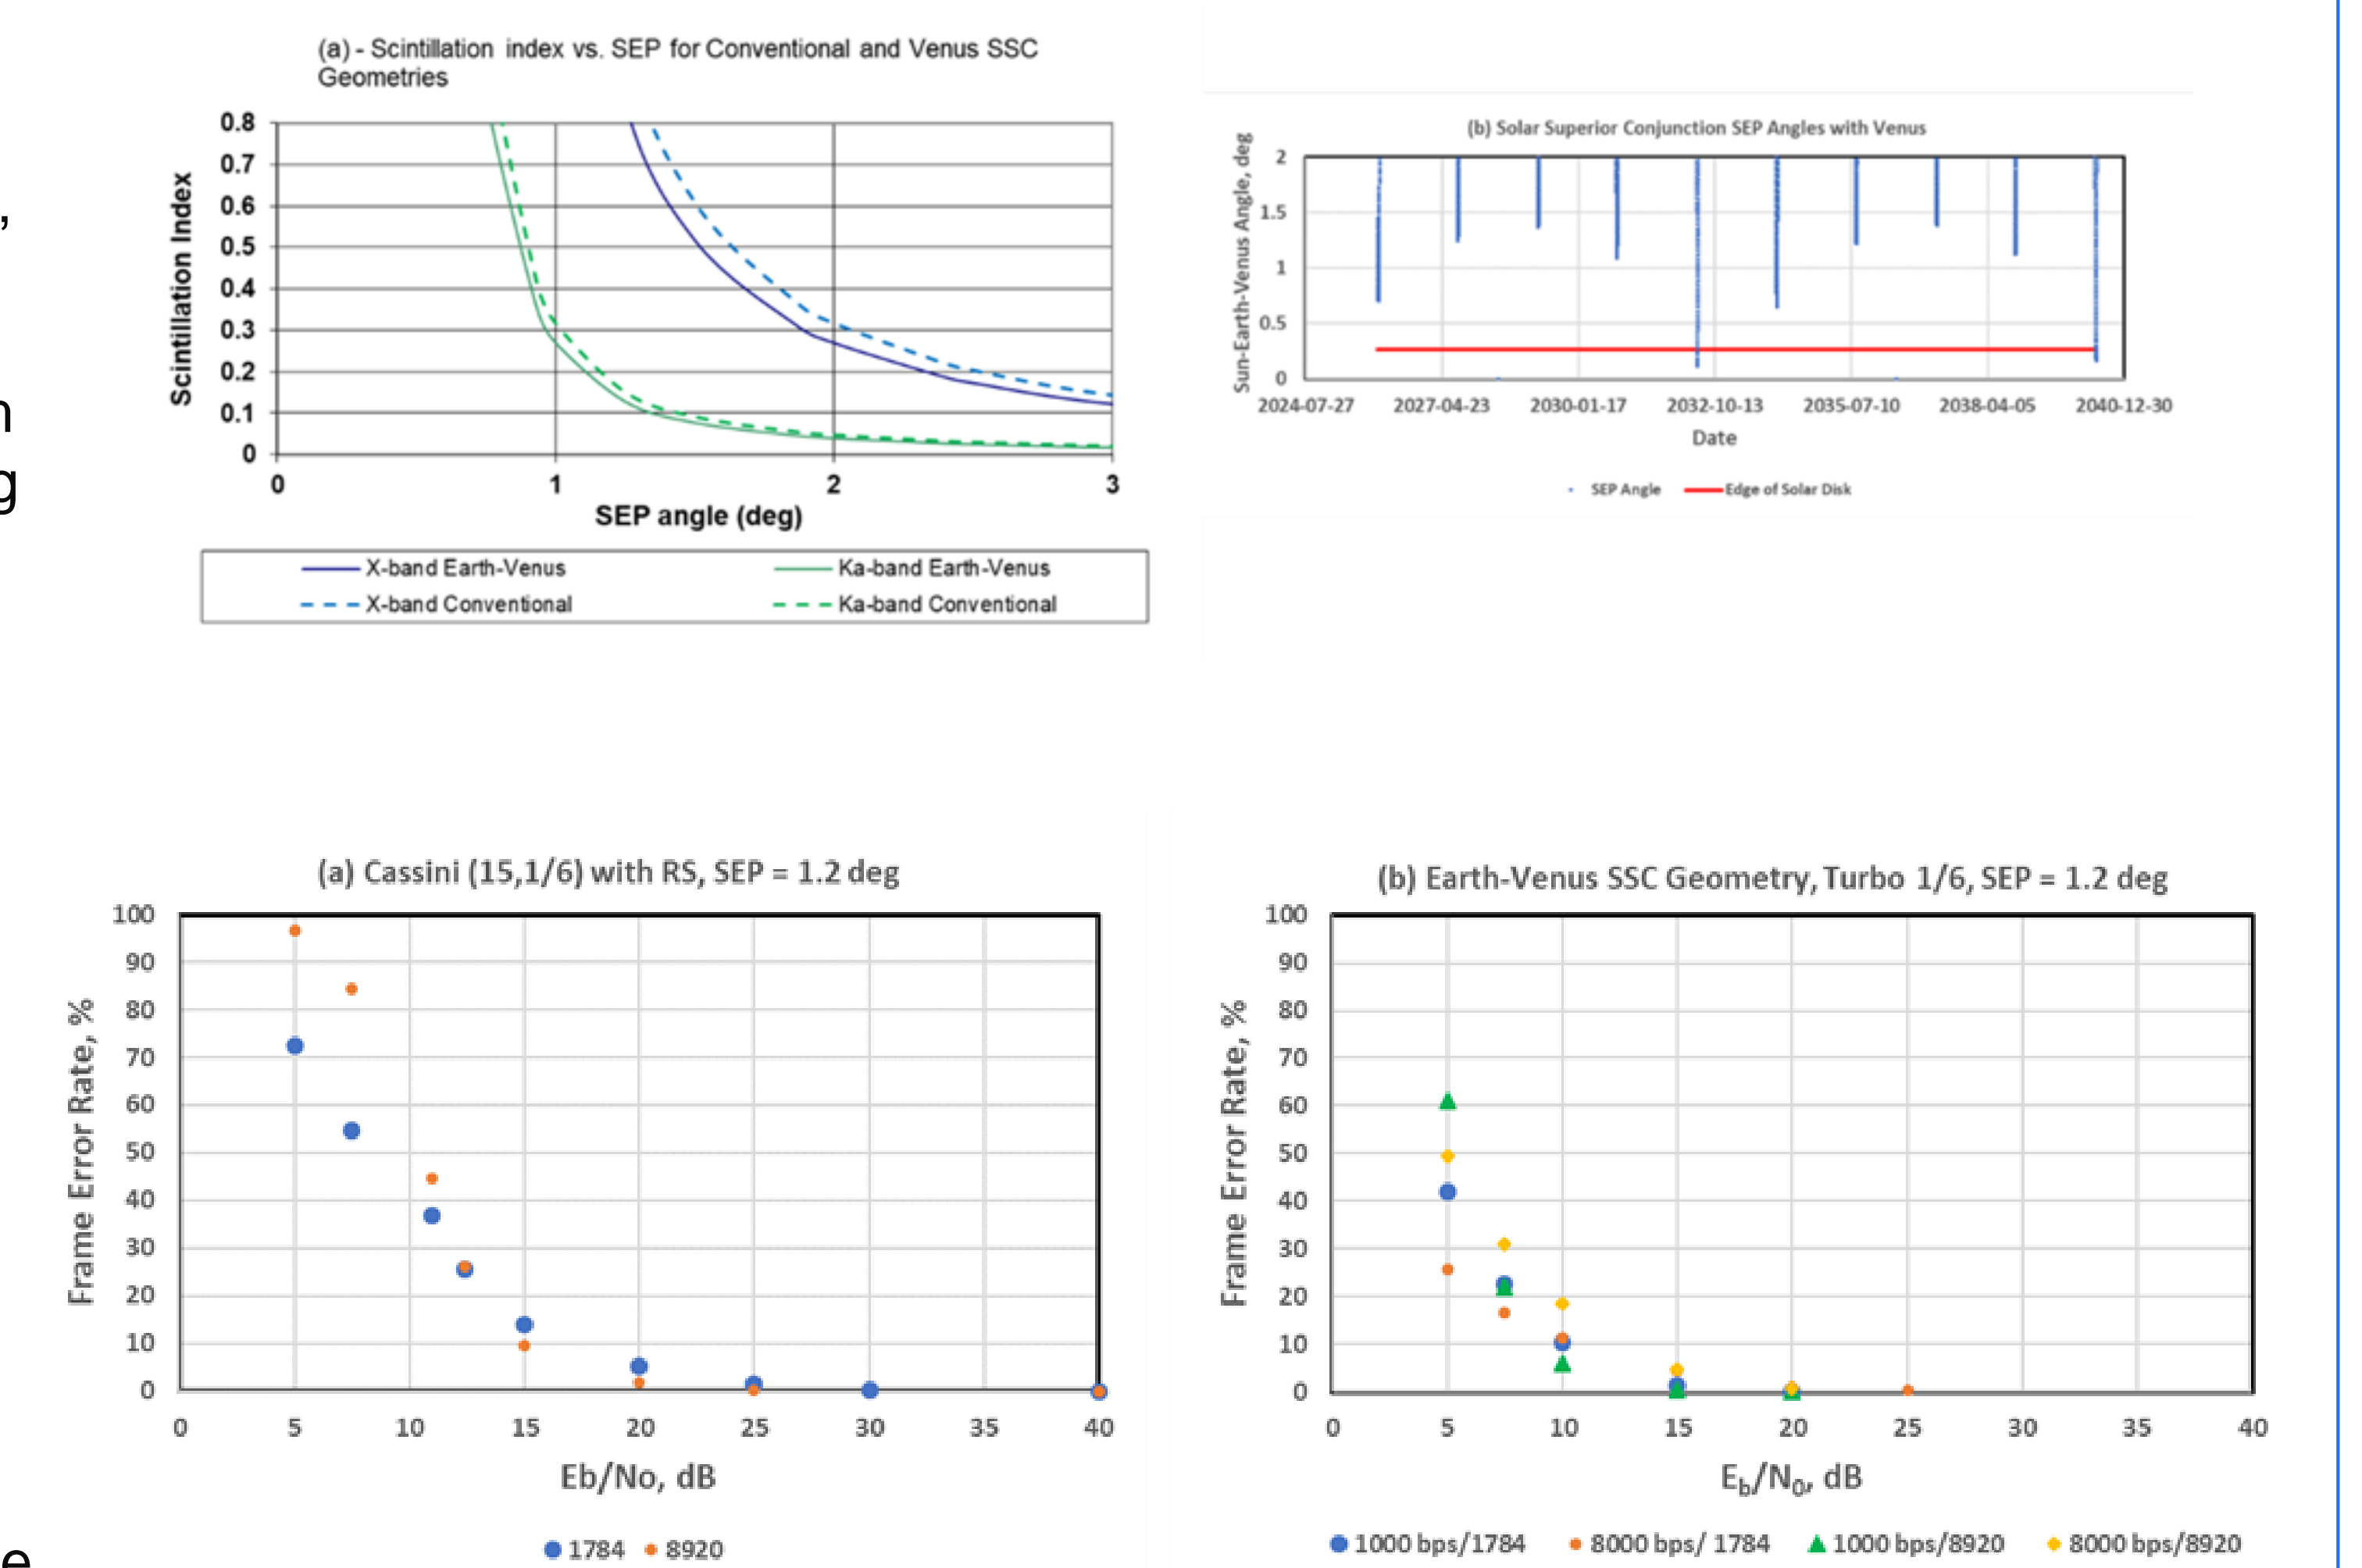 ,
n
g
e
(a) - Scintillation index vs. SEP for Conventional and Venus SSC
Geometries
Scintillation Index
0.8
0.7
0.6
0.5
0.4
0.3
0.2
0.1
0
0 1 2 3
SEP angle (deg)
X-band Earth-Venus Ka-band Earth-Venus
X-band Conventional Ka-band Conventional
(b) Solar Superior Conjunction SEP Angles with Venus
Sun-Earth-Venus Angle, deg
2
1.5
1
0.5
0
2024-07-27 2027-04-23 2030-01-17 2032-10-13 2035-07-10 2038-04-05 2040-12-30
Date
SEP Angle Edge of Solar Disk
(a) Cassini (15,1/6) with RS, SEP = 1.2 deg
Frame Error Rate, %
100
90
80
70
60
50
40
30
20
10
0
0 5 10 15 20 25 30 35 40
Eb/No, dB
1784 8920
(b) Earth-Venus SSC Geometry, Turbo 1/6, SEP = 1.2 deg
Frame Error Rate, %
100
90
80
70
60
50
40
30
20
10
0
0 5 10 15 20 25 30 35 40
Eb/N0, dB
1000 bps/1784 8000 bps/ 1784 1000 bps/8920 8000 bps/8920